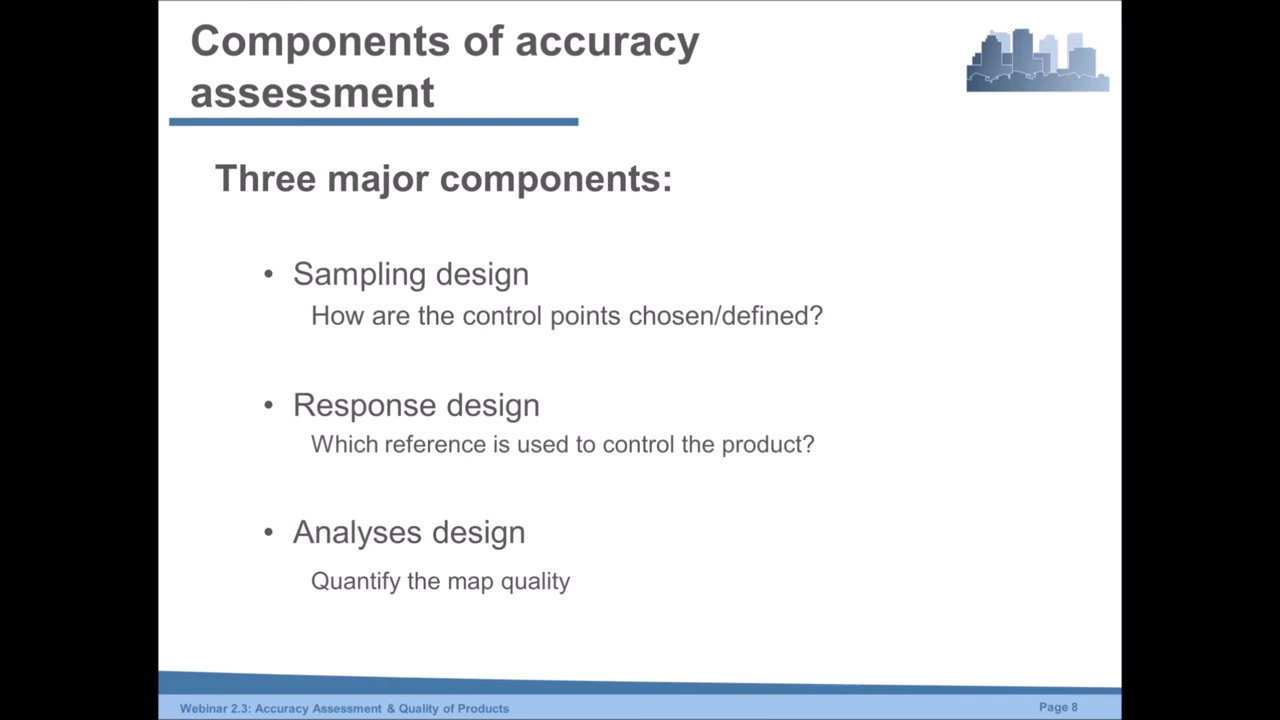 Components of accuracy
assessment
Three major components:
• Sampling design
How are the control points chosen/defined?
• Response design
Which reference is used to control the product?
• Analyses design
Quantify the map quality
Webinar 2.3: Accuracy Assessment & Quality of Products
Page 8